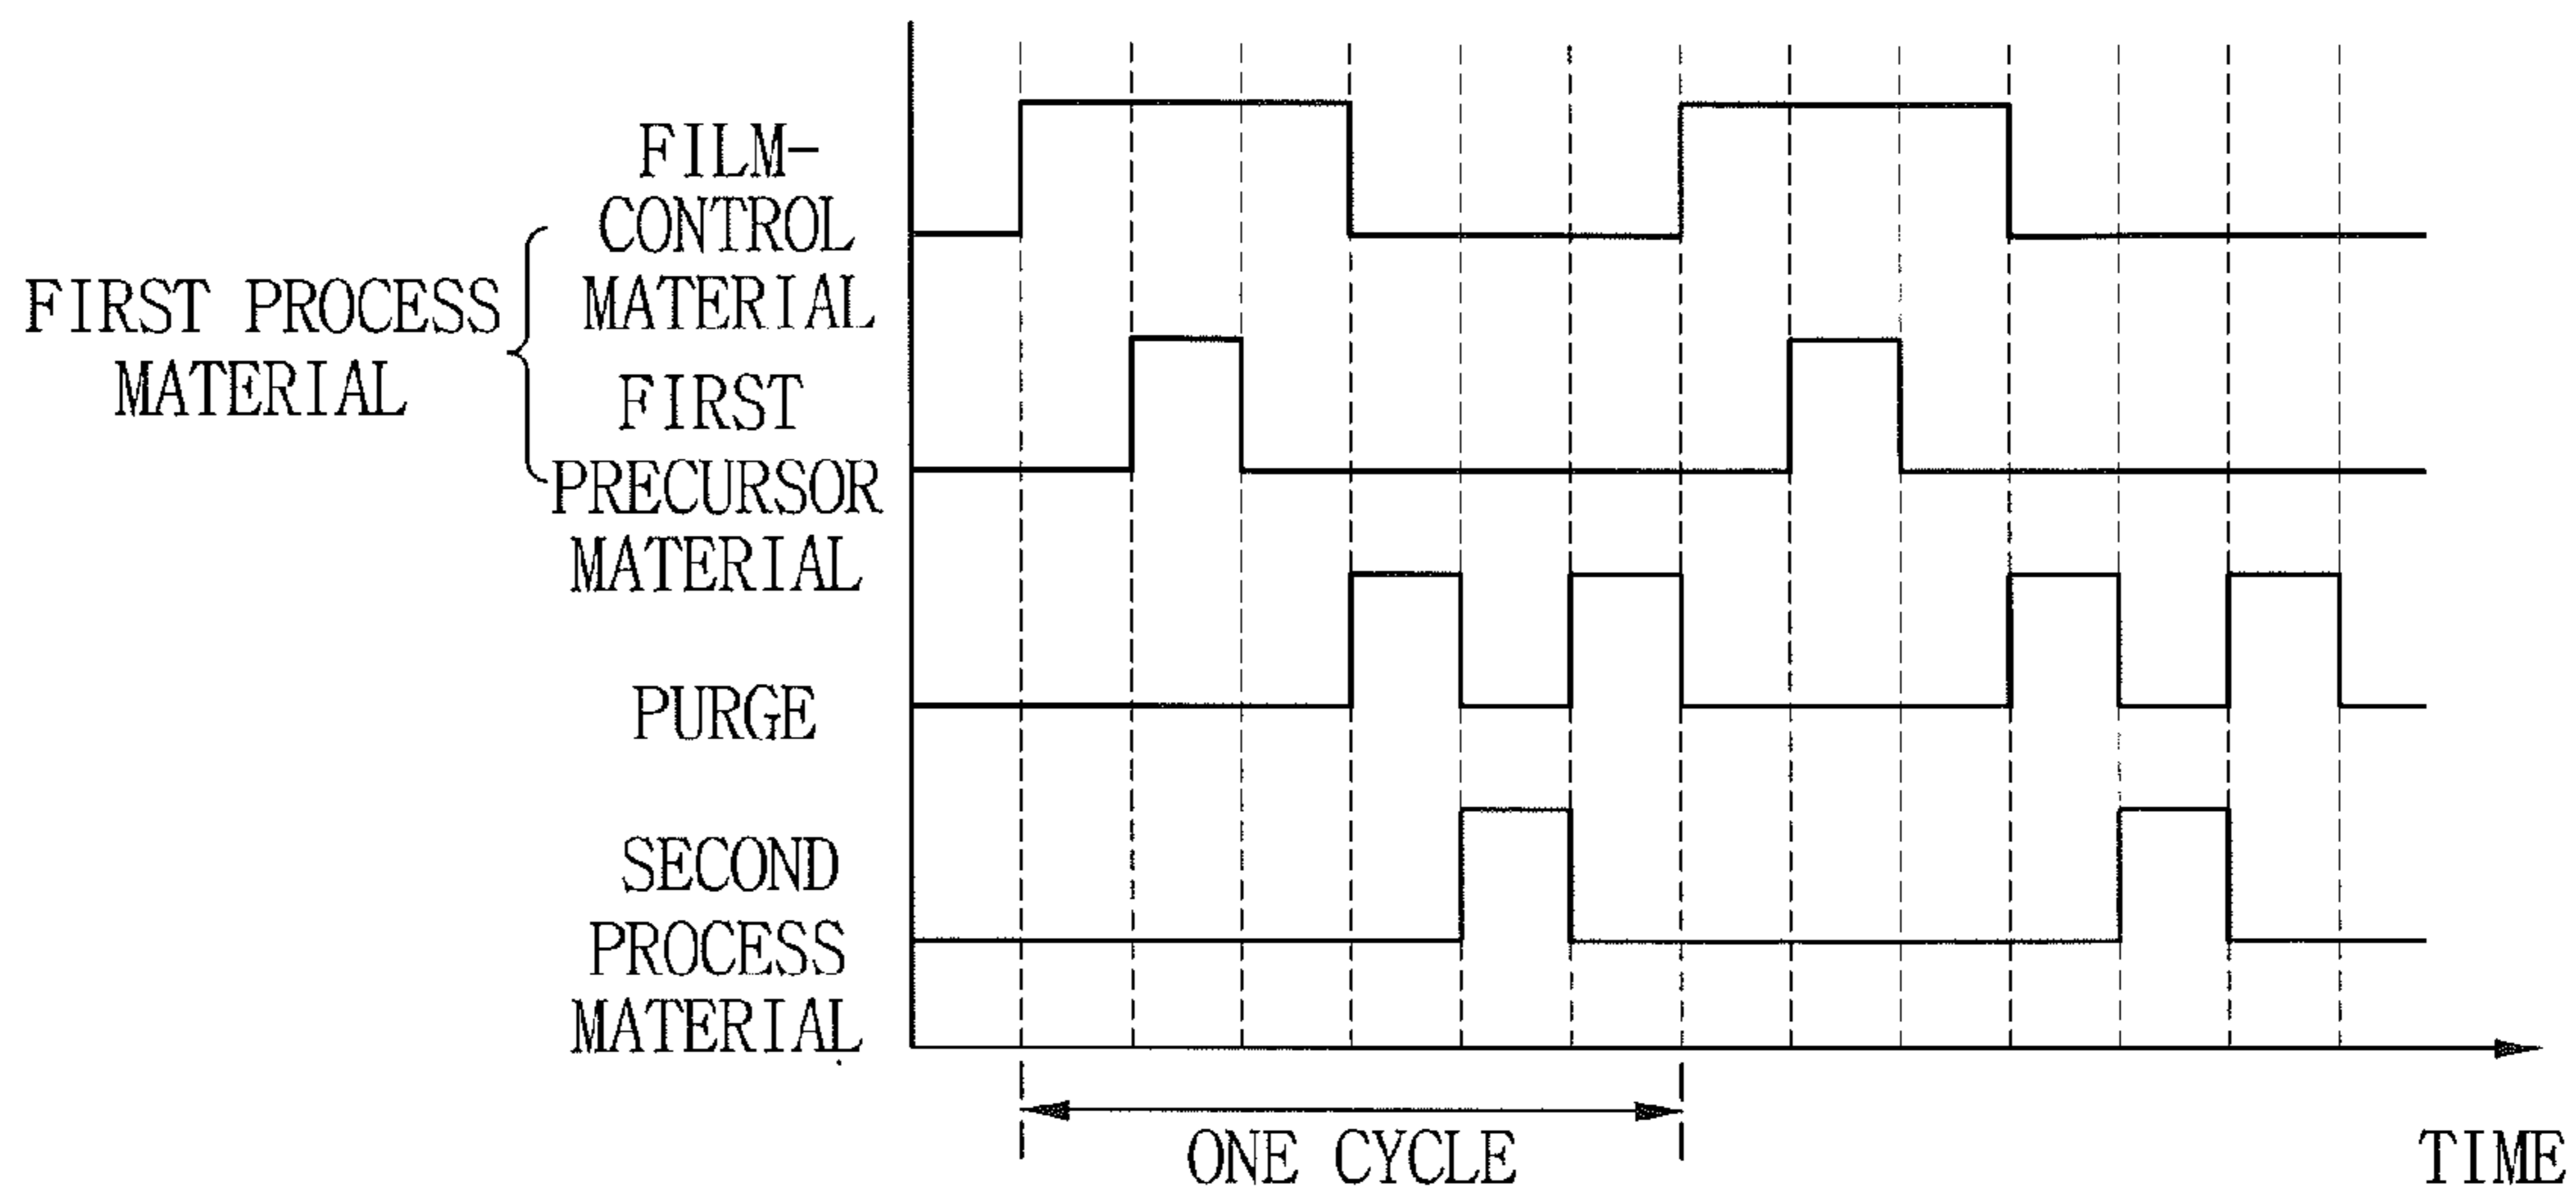 FILM-
CONTROL
MATERIAL
FIRST PROCESS
MATERIAL
FIRST
PRECURSOR
MATERIAL
PURGE
SECOND
PROCESS
MATERIAL
ONE CYCLE
TIME